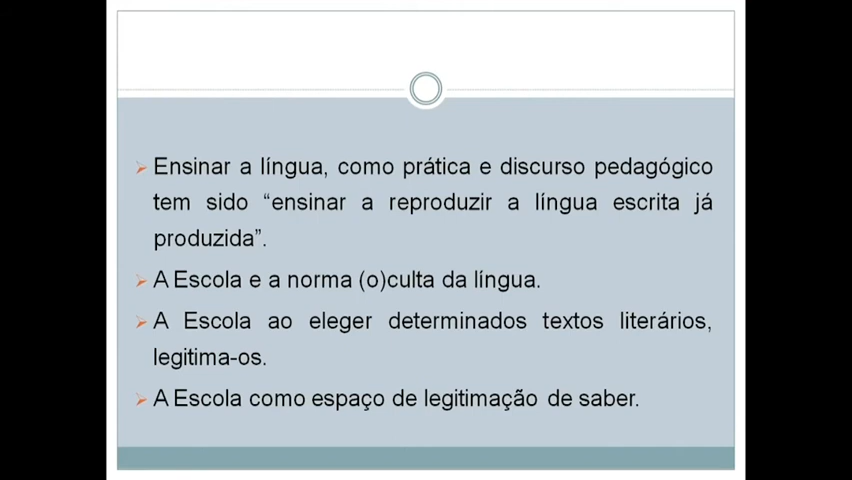 Ensinar a língua, como prática e discurso pedagógico
tem sido “ensinar a reproduzir a língua escrita já
produzida”.
A Escola e a norma (o)culta da língua.
A Escola ao eleger determinados textos literários,
legitima-os.
A Escola como espaço de legitimação de saber.